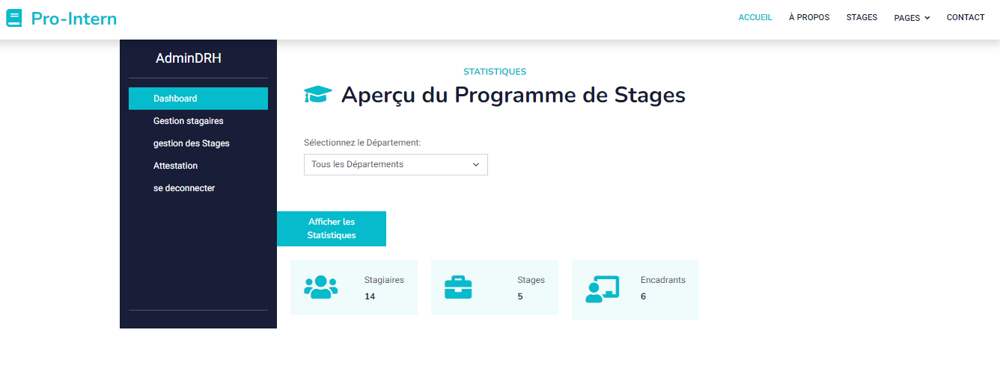 Pro-Intern
ACCUEIL
À PROPOS
STAGES
PAGES
CONTACT
AdminDRH
Dashboard
Gestion stagaires
gestion des Stages
Attestation
se deconnecter
STATISTIQUES
Aperçu du Programme de Stages
Sélectionnez le Département:
Tous les Départements
Afficher les
Statistiques
Stagiaires
14
Stages
5
Encadrants
6